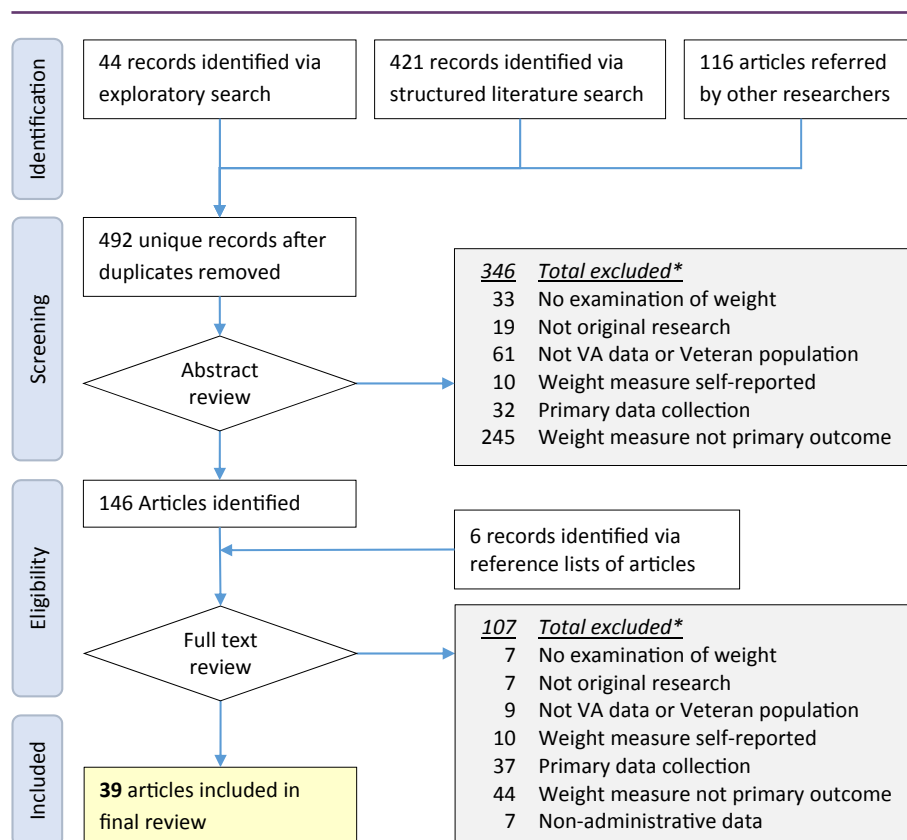 Identification
44 records identified via
exploratory search
421 records identified via
structured literature search
116 articles referred
by other researchers
Screening
492 unique records after
duplicates removed
Abstract
review
346 Total excluded*
33 No examination of weight
19 Not original research
61 Not VA data or Veteran population
10 Weight measure self-reported
32 Primary data collection
245 Weight measure not primary outcome
Eligibility
146 Articles identified
6 records identified via
reference lists of articles
Full text
review
107 Total excluded*
7 No examination of weight
7 Not original research
9 Not VA data or Veteran population
10 Weight measure self-reported
37 Primary data collection
44 Weight measure not primary outcome
7 Non-administrative data
Included
39 articles included in
final review